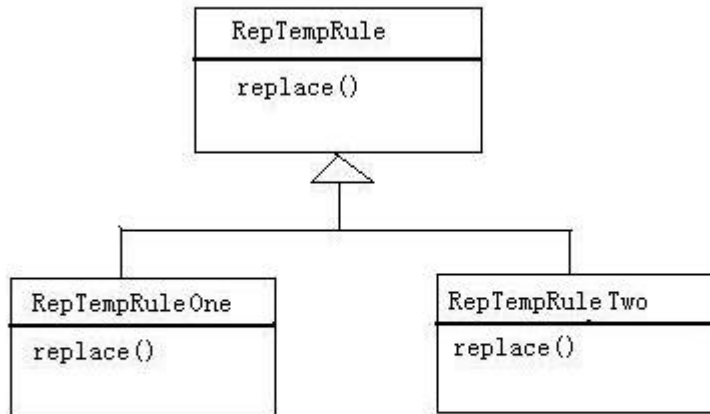 RepTempRule
replace()
RepTempRuleOne
replace()
RepTempRule Two
replace()